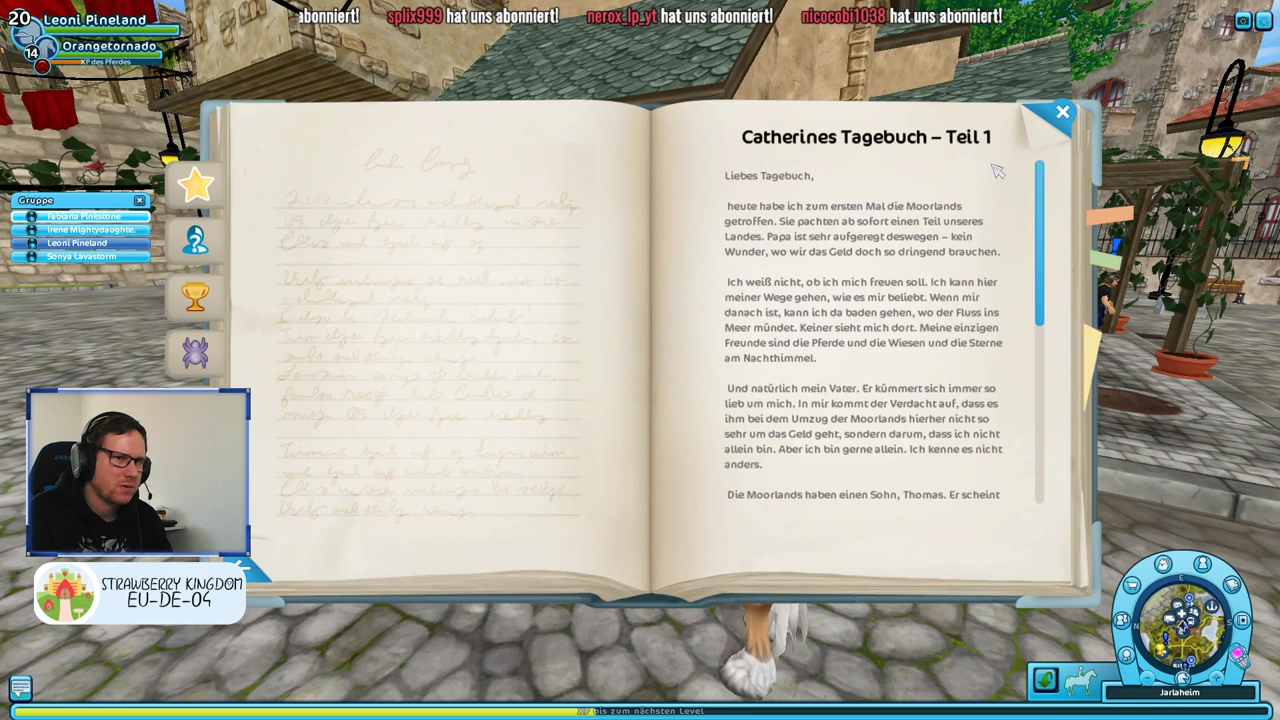 abonniert! splix999 hat uns abonniert! nerox_lp_yt hat uns abonniert! nicocobi1038 hat uns abonniert!
20 Leoni Pineland
Orangetornado
14
XP des Pferdes
Gruppe
Fabiana Pinkstone
Irene Mightydaughte.
Leoni Pineland
Sonya Lavastorm
Catherines Tagebuch – Teil 1
Liebes Tagebuch,
heute habe ich zum ersten Mal die Moorlands
getroffen. Sie pachten ab sofort einen Teil unseres
Landes. Papa ist sehr aufgeregt deswegen – kein
Wunder, wo wir das Geld doch so dringend brauchen.
Ich weiß nicht, ob ich mich freuen soll. Ich kann hier
meiner Wege gehen, wie es mir beliebt. Wenn mir
danach ist, kann ich da baden gehen, wo der Fluss ins
Meer mündet. Keiner sieht mich dort. Meine einzigen
Freunde sind die Pferde und die Wiesen und die Sterne
am Nachthimmel.
Und natürlich mein Vater. Er kümmert sich immer so
lieb um mich. In mir kommt der Verdacht auf, dass es
ihm bei dem Umzug der Moorlands hierher nicht so
sehr um das Geld geht, sondern darum, dass ich nicht
allein bin. Aber ich bin gerne allein. Ich kenne es nicht
anders.
Die Moorlands haben einen Sohn, Thomas. Er scheint
STRAWBERRY KINGDOM
EU-DE-04
E
N
S
Jarlaheim
XP bis zum nächsten Level